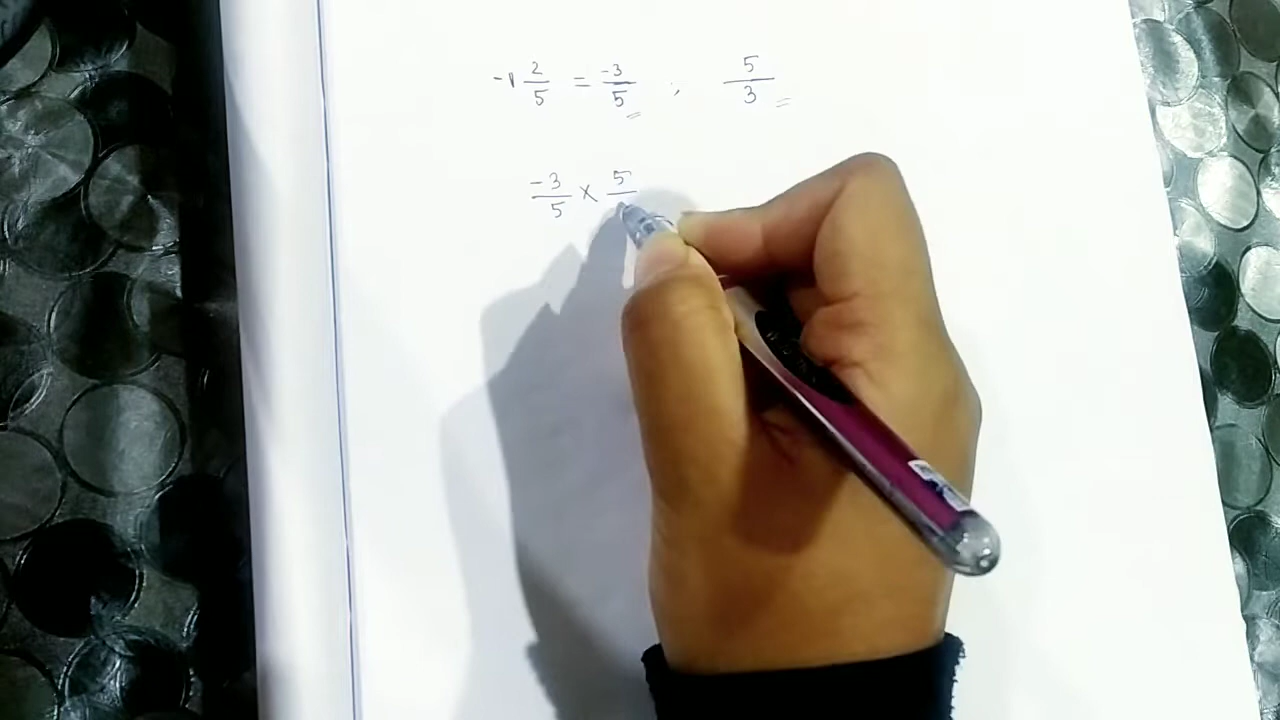 -1 2/5 = -3/5 ; 5/3
-3/5 × 5/